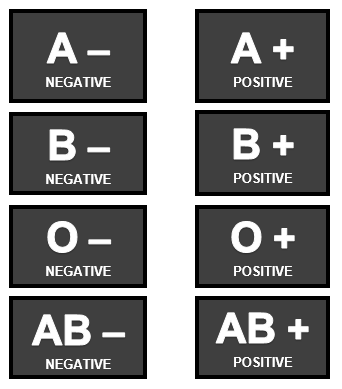 A – A +
NEGATIVE POSITIVE
B – B +
NEGATIVE POSITIVE
O – O +
NEGATIVE POSITIVE
AB – AB +
NEGATIVE POSITIVE